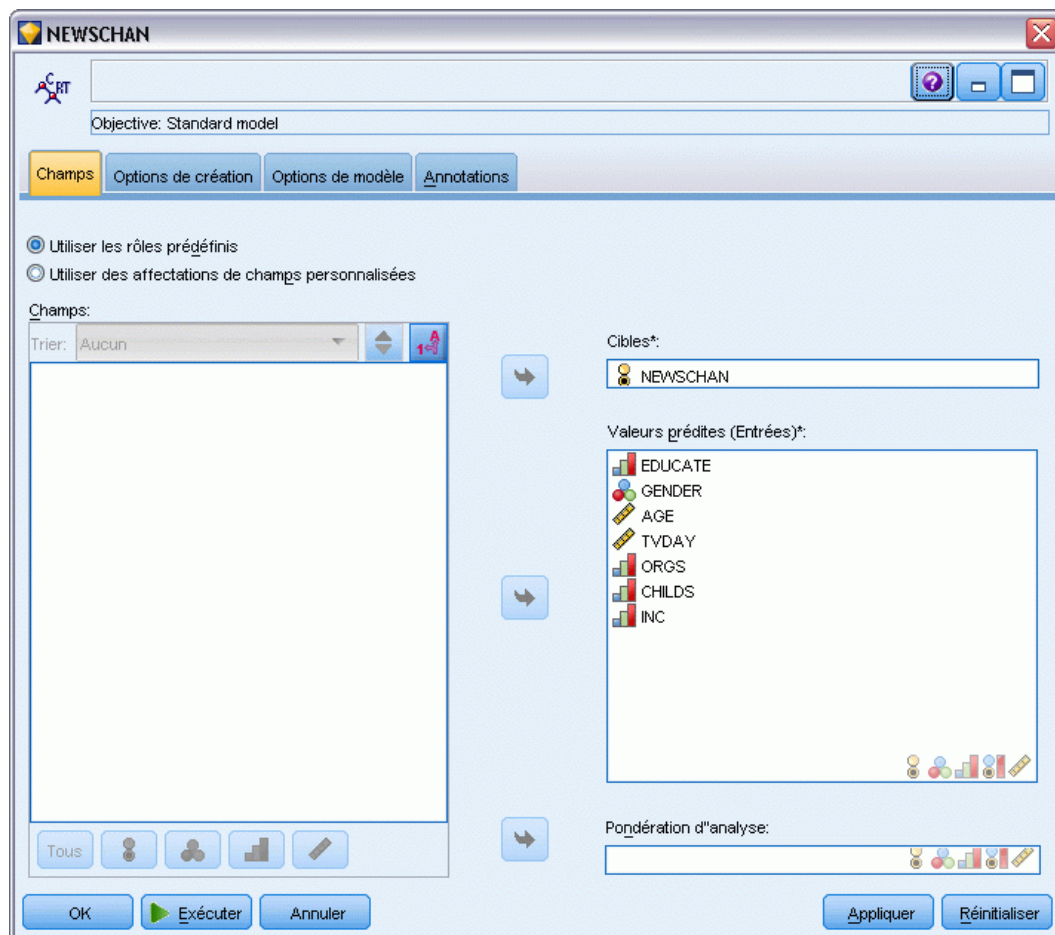 NEWSCHAN
C RT
Objective: Standard model
Champs Options de création Options de modèle Annotations
Utiliser les rôles prédéfinis
Utiliser des affectations de champs personnalisées
Champs:
Trier: Aucun
Cibles*:
NEWSCHAN
Valeurs prédites (Entrées)*:
EDUCATE
GENDER
AGE
TVDAY
ORGS
CHILDS
INC
Pondération d''analyse:
Tous
OK Exécuter Annuler Appliquer Réinitialiser